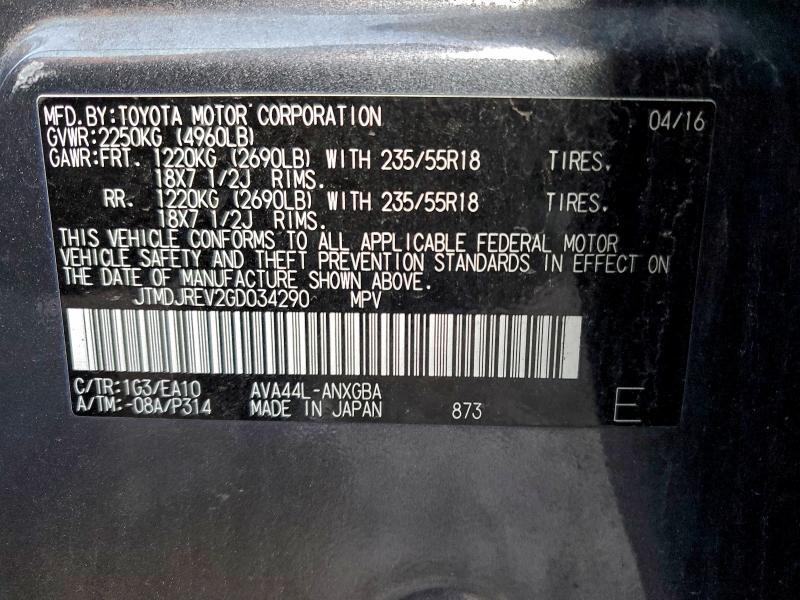 MFD.BY:TOYOTA MOTOR CORPORATION 04/16
GVWR:2250KG (4960LB)
GAWR:FRT. 1220KG (2690LB) WITH 235/55R18 TIRES.
18X7 1/2J RIMS.
RR. 1220KG (2690LB) WITH 235/55R18 TIRES.
18X7 1/2J RIMS.
THIS VEHICLE CONFORMS TO ALL APPLICABLE FEDERAL MOTOR
VEHICLE SAFETY AND THEFT PREVENTION STANDARDS IN EFFECT ON
THE DATE OF MANUFACTURE SHOWN ABOVE.
JTMDJREV2GD034290 MPV
C/TR:1G3/EA10 AVA44L-ANXGBA
A/TM:-08A/P314 MADE IN JAPAN 873 E